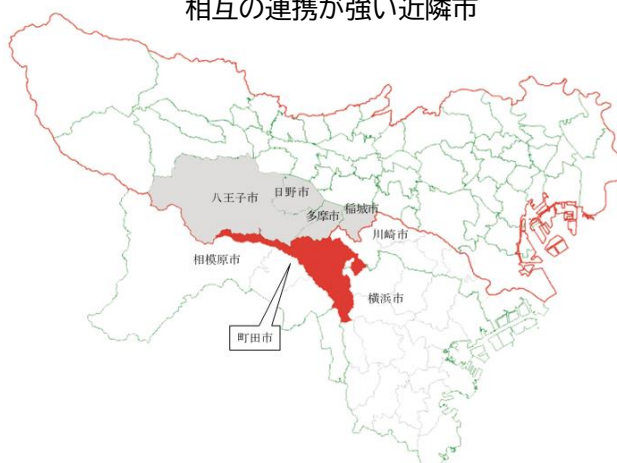 相互の連携が強い近隣市
八王子市
日野市
多摩市
稲城市
川崎市
相模原市
横浜市
町田市